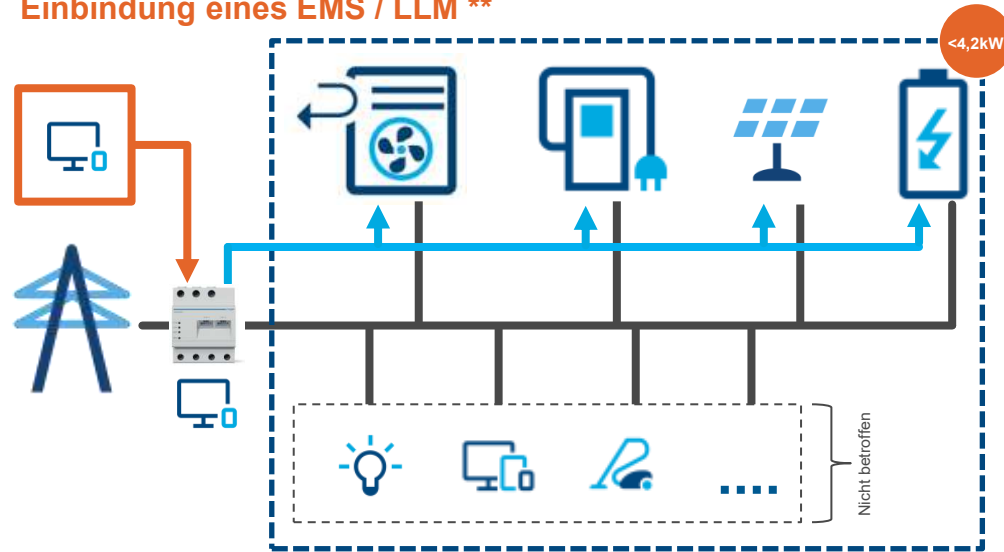 Einbindung eines EMS / LLM **
<4,2kW
Nicht betroffen